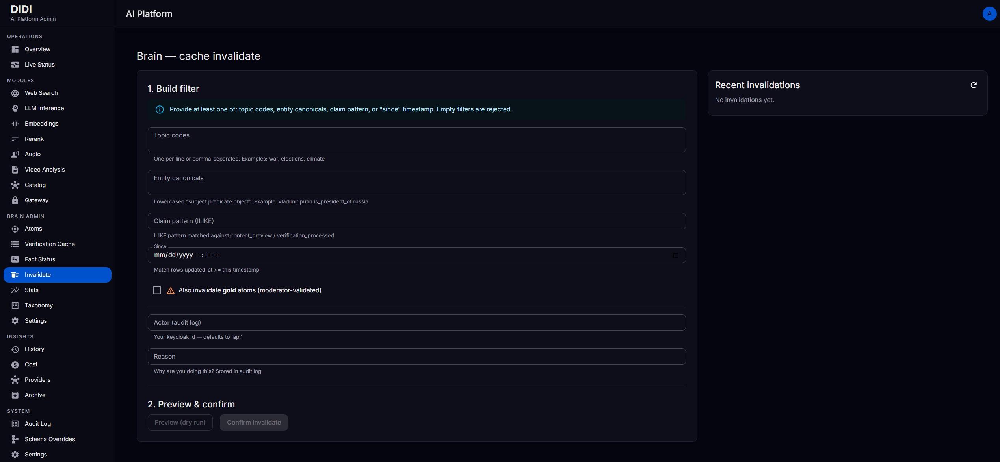 DIDI
AI Platform Admin
AI Platform
A
OPERATIONS
Overview
Live Status
MODULES
Web Search
LLM Inference
Embeddings
Rerank
Audio
Video Analysis
Catalog
Gateway
BRAIN ADMIN
Atoms
Verification Cache
Fact Status
Invalidate
Stats
Taxonomy
Settings
INSIGHTS
History
Cost
Providers
Archive
SYSTEM
Audit Log
Schema Overrides
Settings
Brain — cache invalidate
1. Build filter
Provide at least one of: topic codes, entity canonicals, claim pattern, or "since" timestamp. Empty filters are rejected.
Topic codes
One per line or comma-separated. Examples: war, elections, climate
Entity canonicals
Lowercased "subject predicate object". Example: vladimir putin is_president_of russia
Claim pattern (ILIKE)
ILIKE pattern matched against content_preview / verification_processed
Since
mm/dd/yyyy --:-- --
Match rows updated_at >= this timestamp
Also invalidate gold atoms (moderator-validated)
Actor (audit log)
Your keycloak id — defaults to 'api'
Reason
Why are you doing this? Stored in audit log
2. Preview & confirm
Preview (dry run)
Confirm invalidate
Recent invalidations
No invalidations yet.